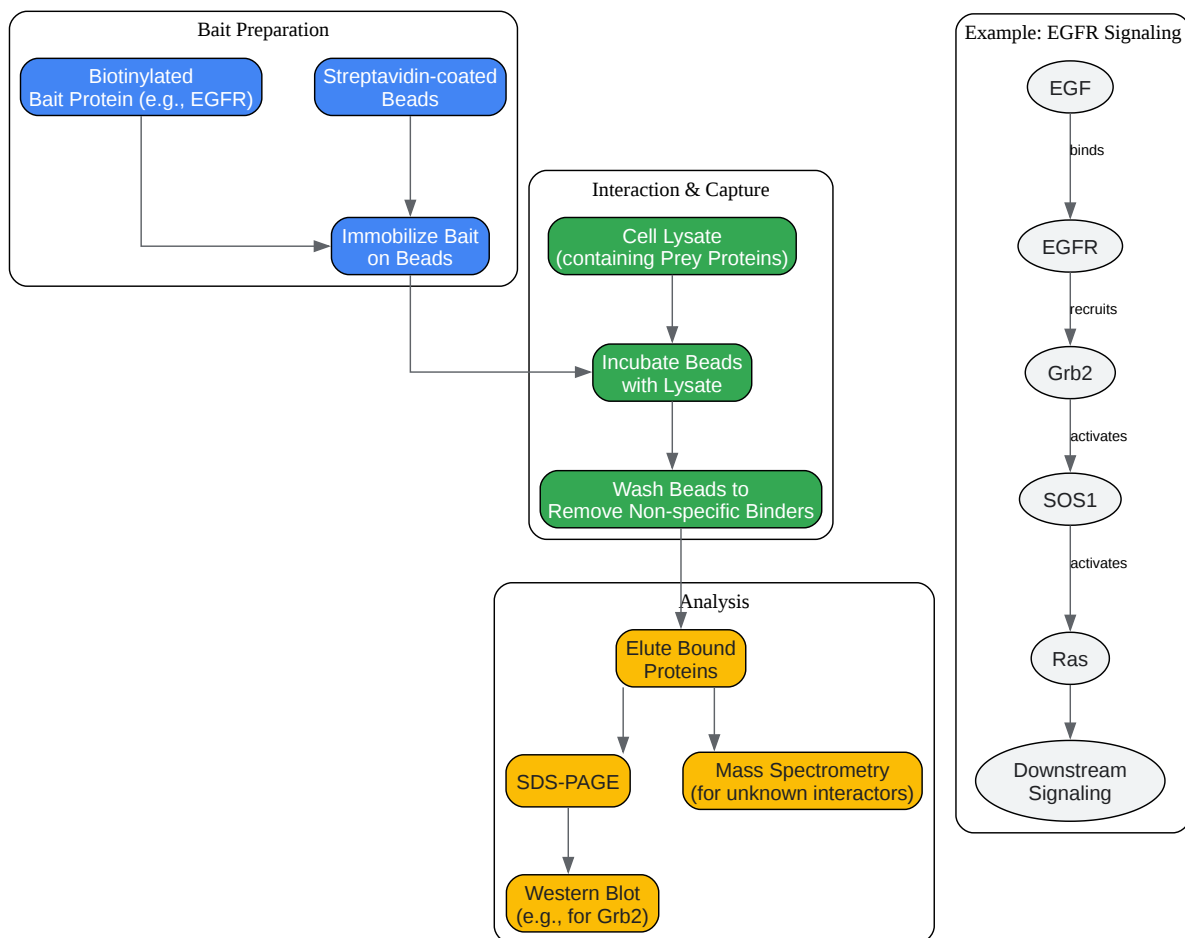 Bait Preparation
Biotinylated
Bait Protein (e.g., EGFR)
Streptavidin-coated
Beads
Immobilize Bait
on Beads
Interaction & Capture
Cell Lysate
(containing Prey Proteins)
Incubate Beads
with Lysate
Wash Beads to
Remove Non-specific Binders
Analysis
Elute Bound
Proteins
SDS-PAGE
Mass Spectrometry
(for unknown interactors)
Western Blot
(e.g., for Grb2)
Example: EGFR Signaling
EGF
binds
EGFR
recruits
Grb2
activates
SOS1
activates
Ras
Downstream
Signaling